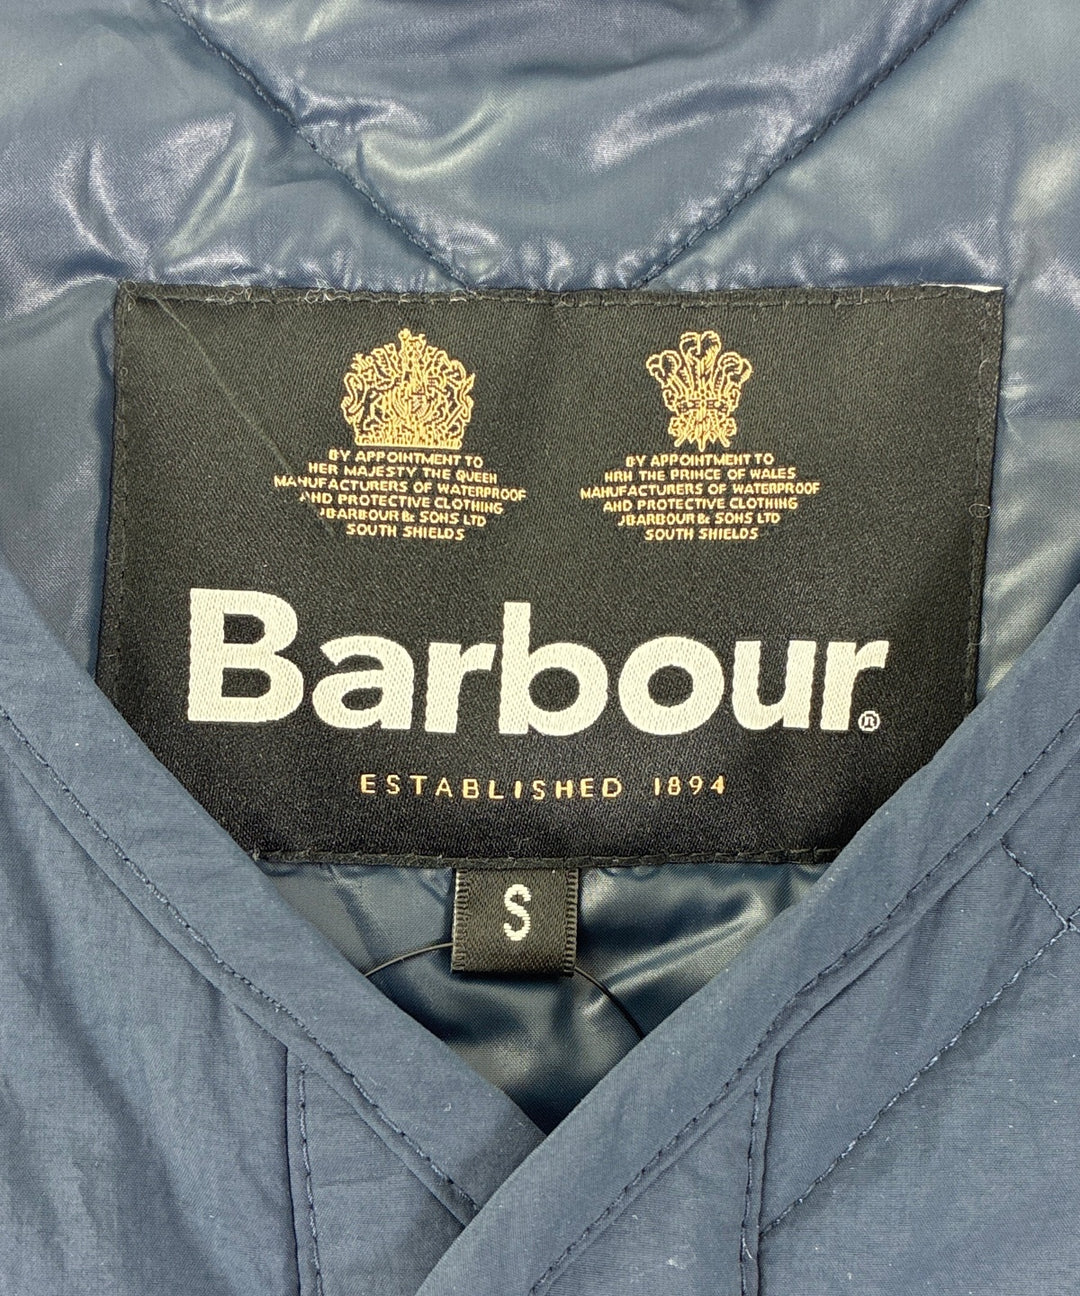 BY APPOINTMENT TO
HER MAJESTY THE QUEEN
MANUFACTURERS OF WATERPROOF
AND PROTECTIVE CLOTHING
JBARBOUR & SONS LTD
SOUTH SHIELDS
BY APPOINTMENT TO
HRH THE PRINCE OF WALES
MANUFACTURERS OF WATERPROOF
AND PROTECTIVE CLOTHING
JBARBOUR & SONS LTD
SOUTH SHIELDS
Barbour®
ESTABLISHED 1894
S